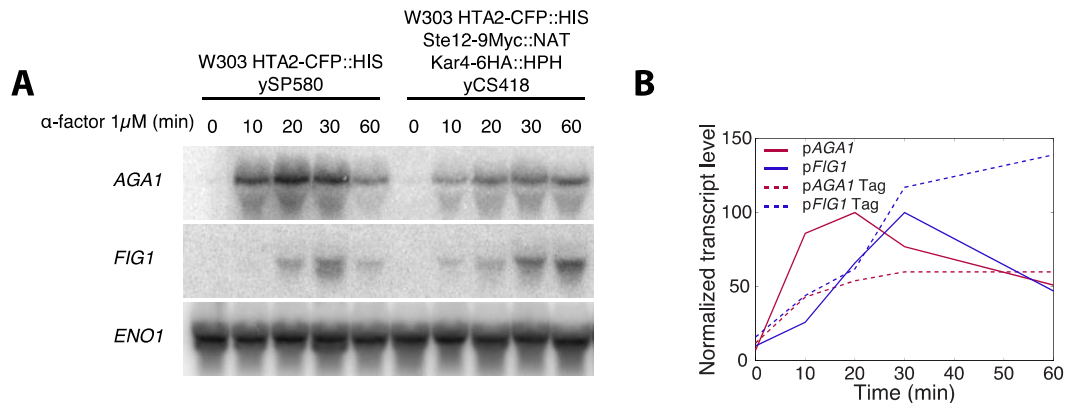 A
W303 HTA2-CFP::HIS
ySP580
W303 HTA2-CFP::HIS
Ste12-9Myc::NAT
Kar4-6HA::HPH
yCS418
α-factor 1μM (min)
0 10 20 30 60 0 10 20 30 60
AGA1
FIG1
ENO1
B
Normalized transcript level
150
100
50
0
pAGA1
pFIG1
pAGA1 Tag
pFIG1 Tag
0 10 20 30 40 50 60
Time (min)